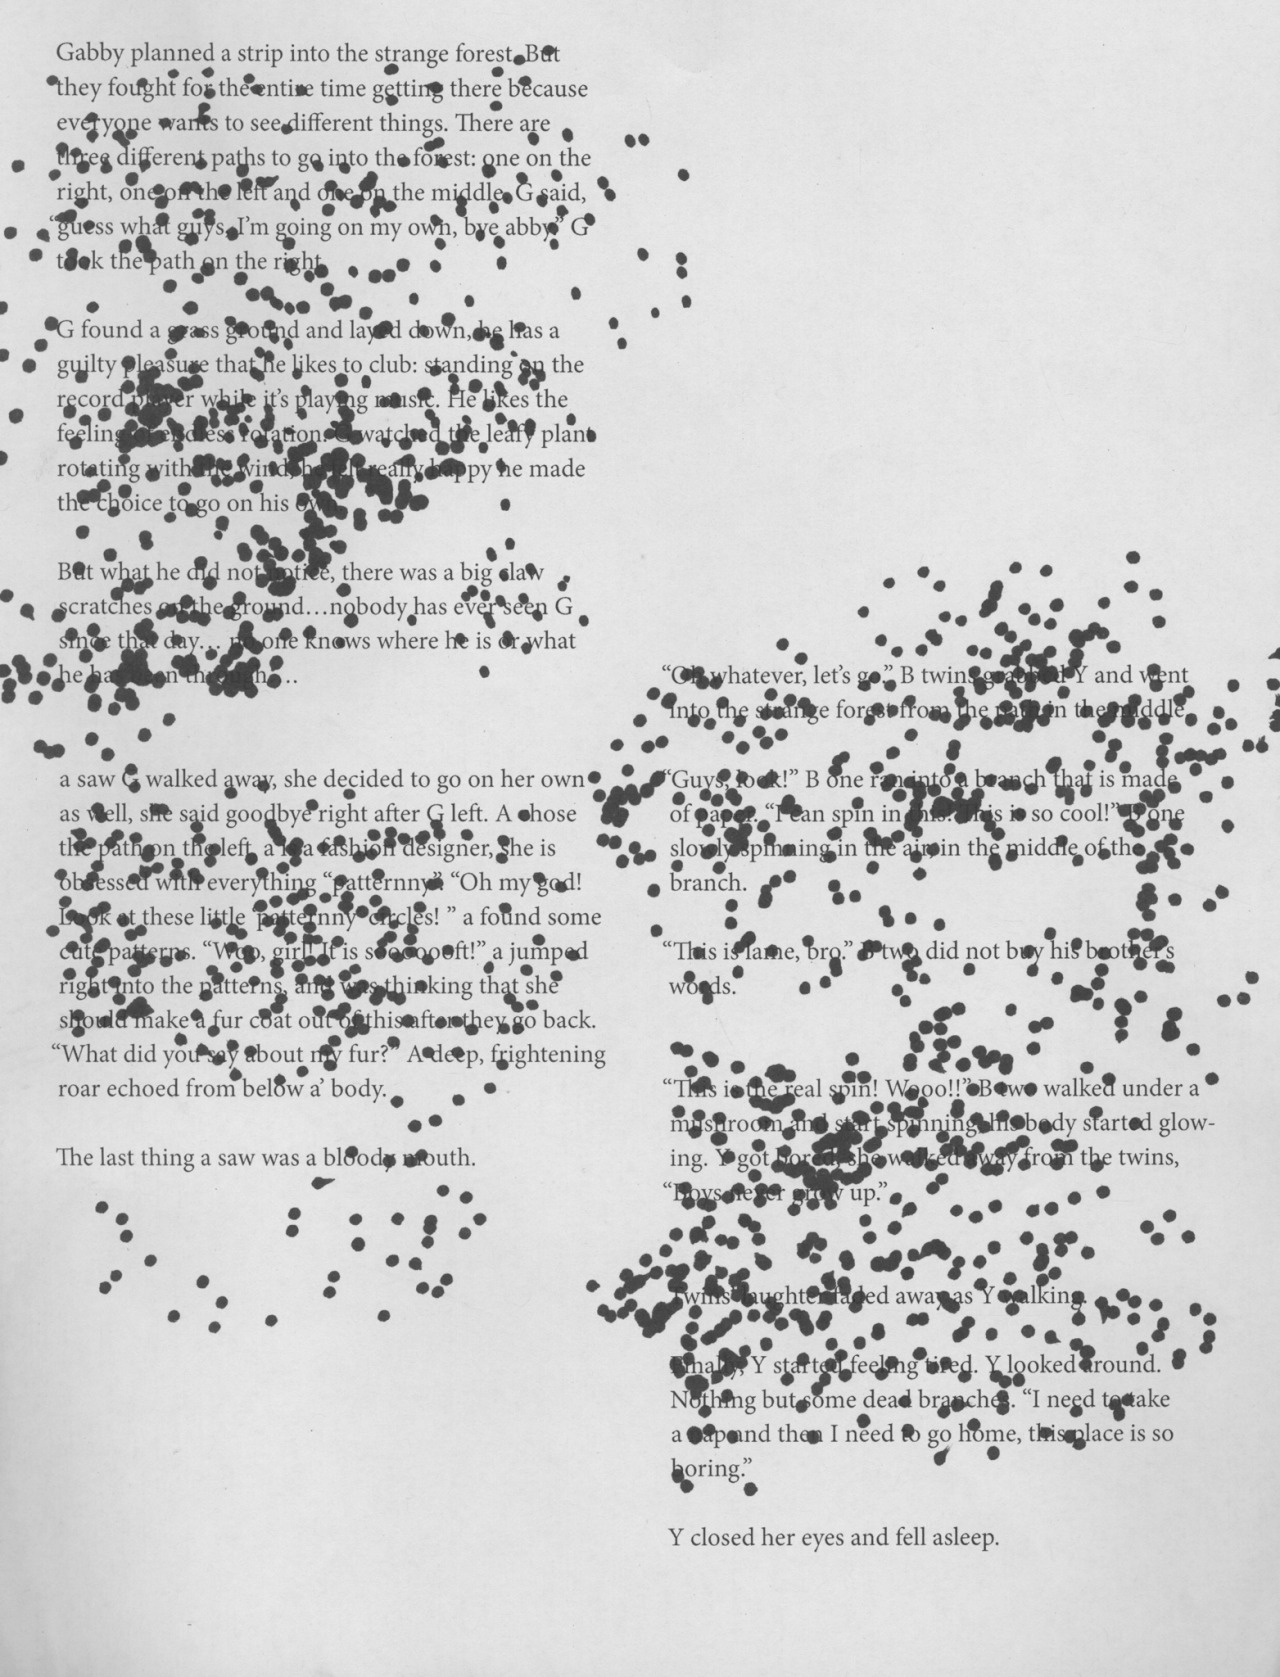 Gabby planned a strip into the strange forest. But
they fought for the entire time getting there because
everyone wants to see different things. There are
three different paths to go into the forest: one on the
right, one on the left and one on the middle. G said,
“guess what guys, I’m going on my own, bye abby.” G
took the path on the right.
G found a grass ground and layed down, he has a
guilty pleasure that he likes to club: standing on the
record player while it’s playing music. He likes the
feeling of endless rotation. G watched the leafy plant
rotating with the wind, he felt really happy he made
the choice to go on his own.
But what he did not notice, there was a big claw
scratches on the ground…nobody has ever seen G
since that day… no one knows where he is or what
he has been through….
a saw G walked away, she decided to go on her own
as well, she said goodbye right after G left. A chose
the path on the left, a is a fashion designer, she is
obsessed with everything “patternny”. “Oh my god!
Look at these little ‘patternny’ circles! ” a found some
cute patterns. “Woo, girl! It is sooooooft!” a jumped
right into the patterns, and was thinking that she
should make a fur coat out of this after they go back.
“What did you say about my fur?” A deep, frightening
roar echoed from below a’ body.
The last thing a saw was a bloody mouth.
“Oh whatever, let’s go.” B twins grabbed Y and went
into the strange forest from the path in the middle.
“Guys, look!” B one ran into a branch that is made
of paper. “I can spin in this! This is so cool!” B one
slowly spinning in the air, in the middle of the
branch.
“This is lame, bro.” B two did not buy his brother’s
words.
“This is the real spin! Wooo!!” B two walked under a
mushroom and start spinning, his body started glow-
ing. Y got bored, she walked away from the twins,
“Boys never grow up.”
Twins’ laughter faded away as Y walking.
Finally, Y started feeling tired. Y looked around.
Nothing but some dead branches. “I need to take
a nap and then I need to go home, this place is so
boring.”
Y closed her eyes and fell asleep.